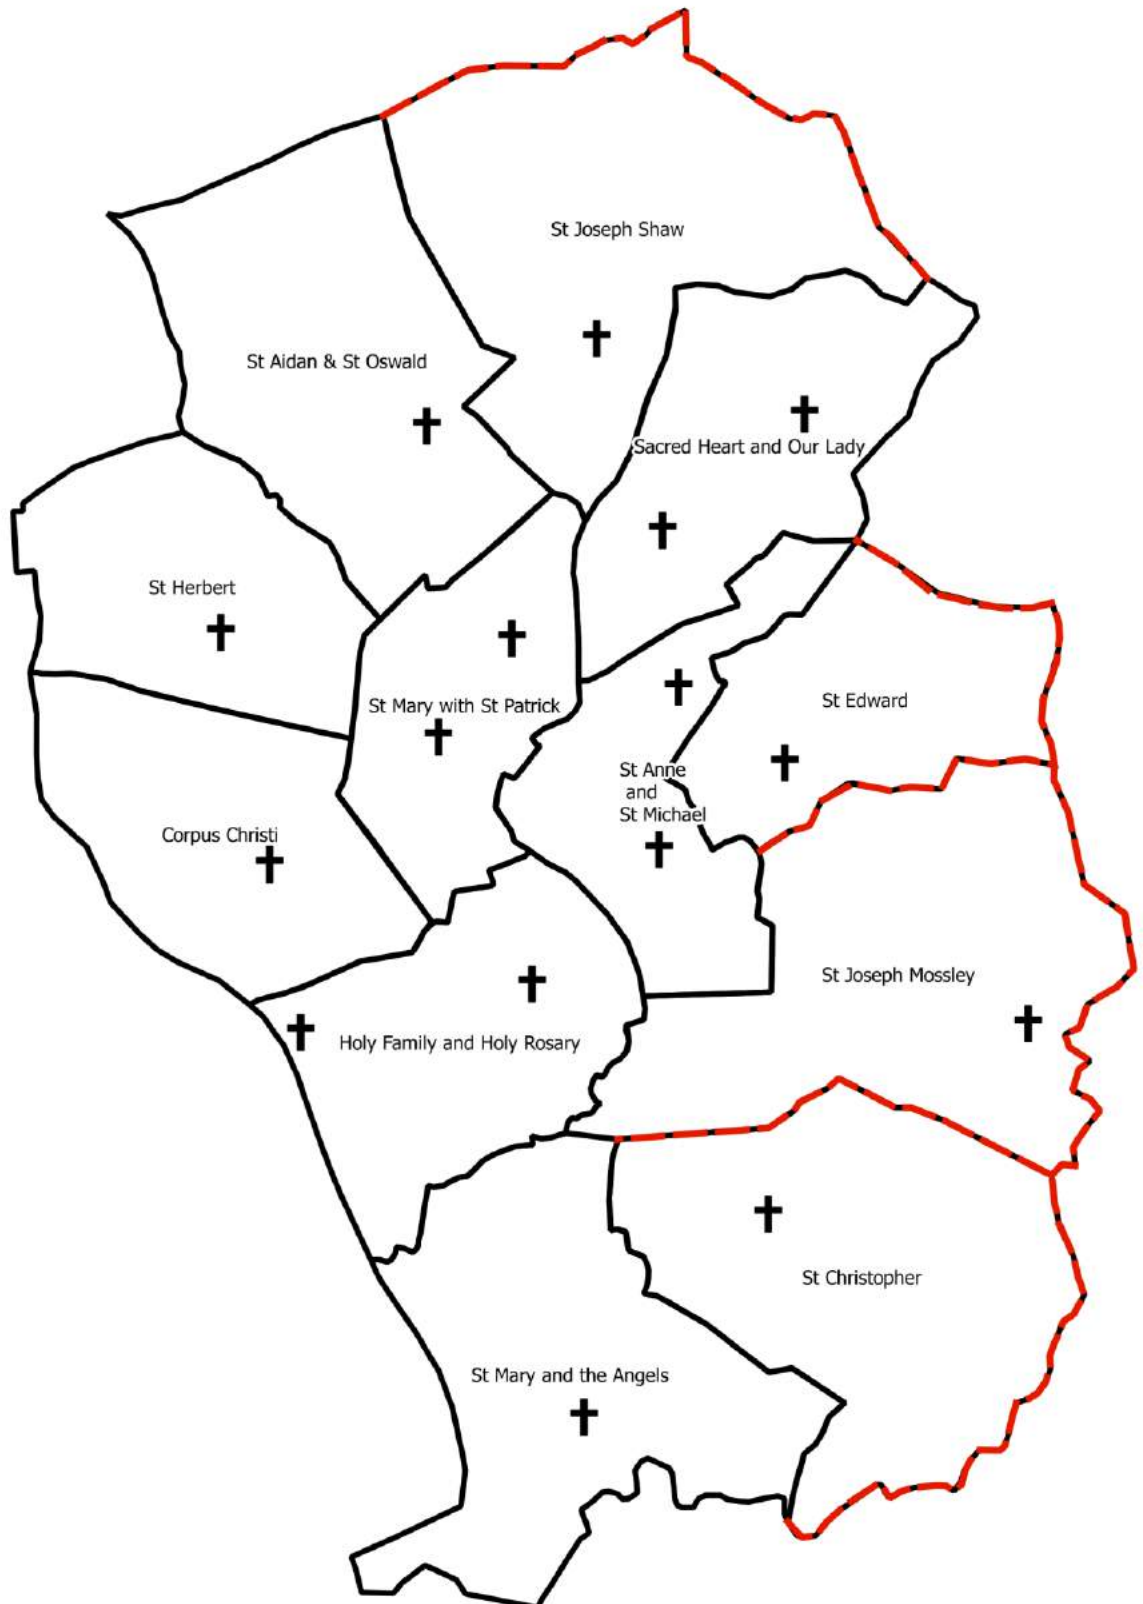 St Joseph Shaw
St Aidan & St Oswald
Sacred Heart and Our Lady
St Herbert
St Mary with St Patrick
St Edward
St Anne
and
St Michael
Corpus Christi
St Joseph Mossley
Holy Family and Holy Rosary
St Christopher
St Mary and the Angels